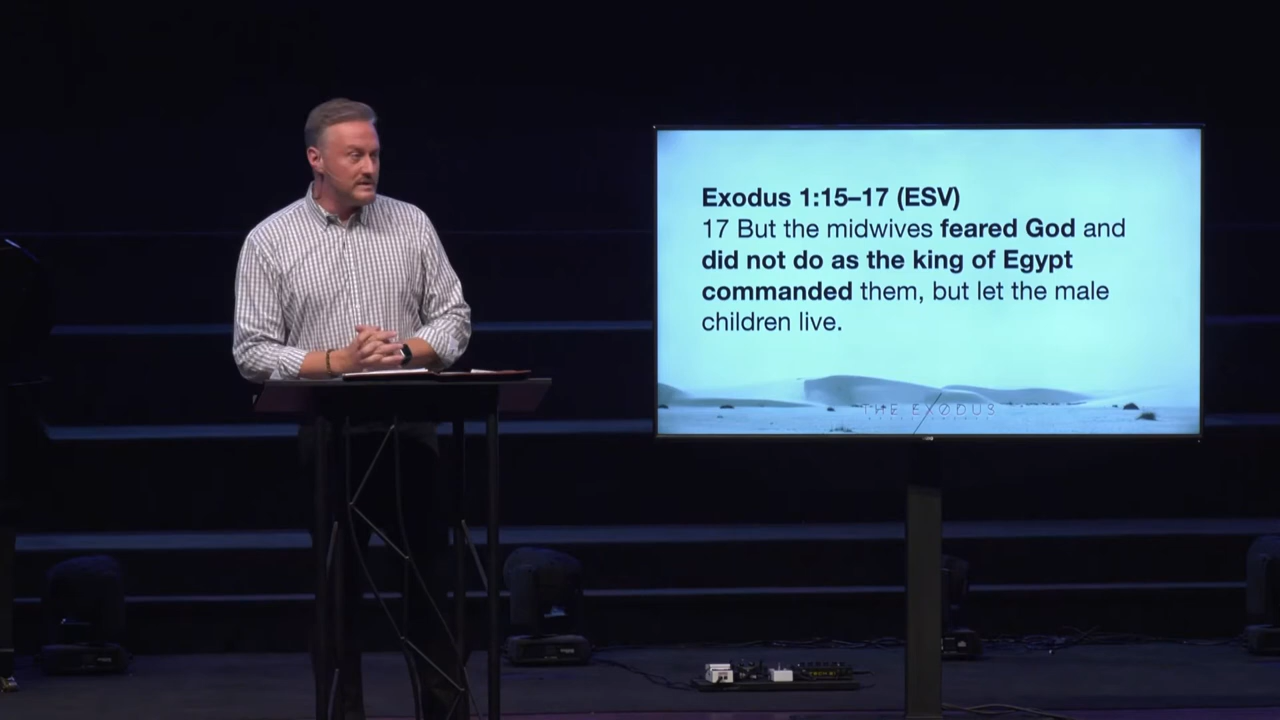 Exodus 1:15–17 (ESV)
17 But the midwives feared God and
did not do as the king of Egypt
commanded them, but let the male
children live.
THE EXODUS